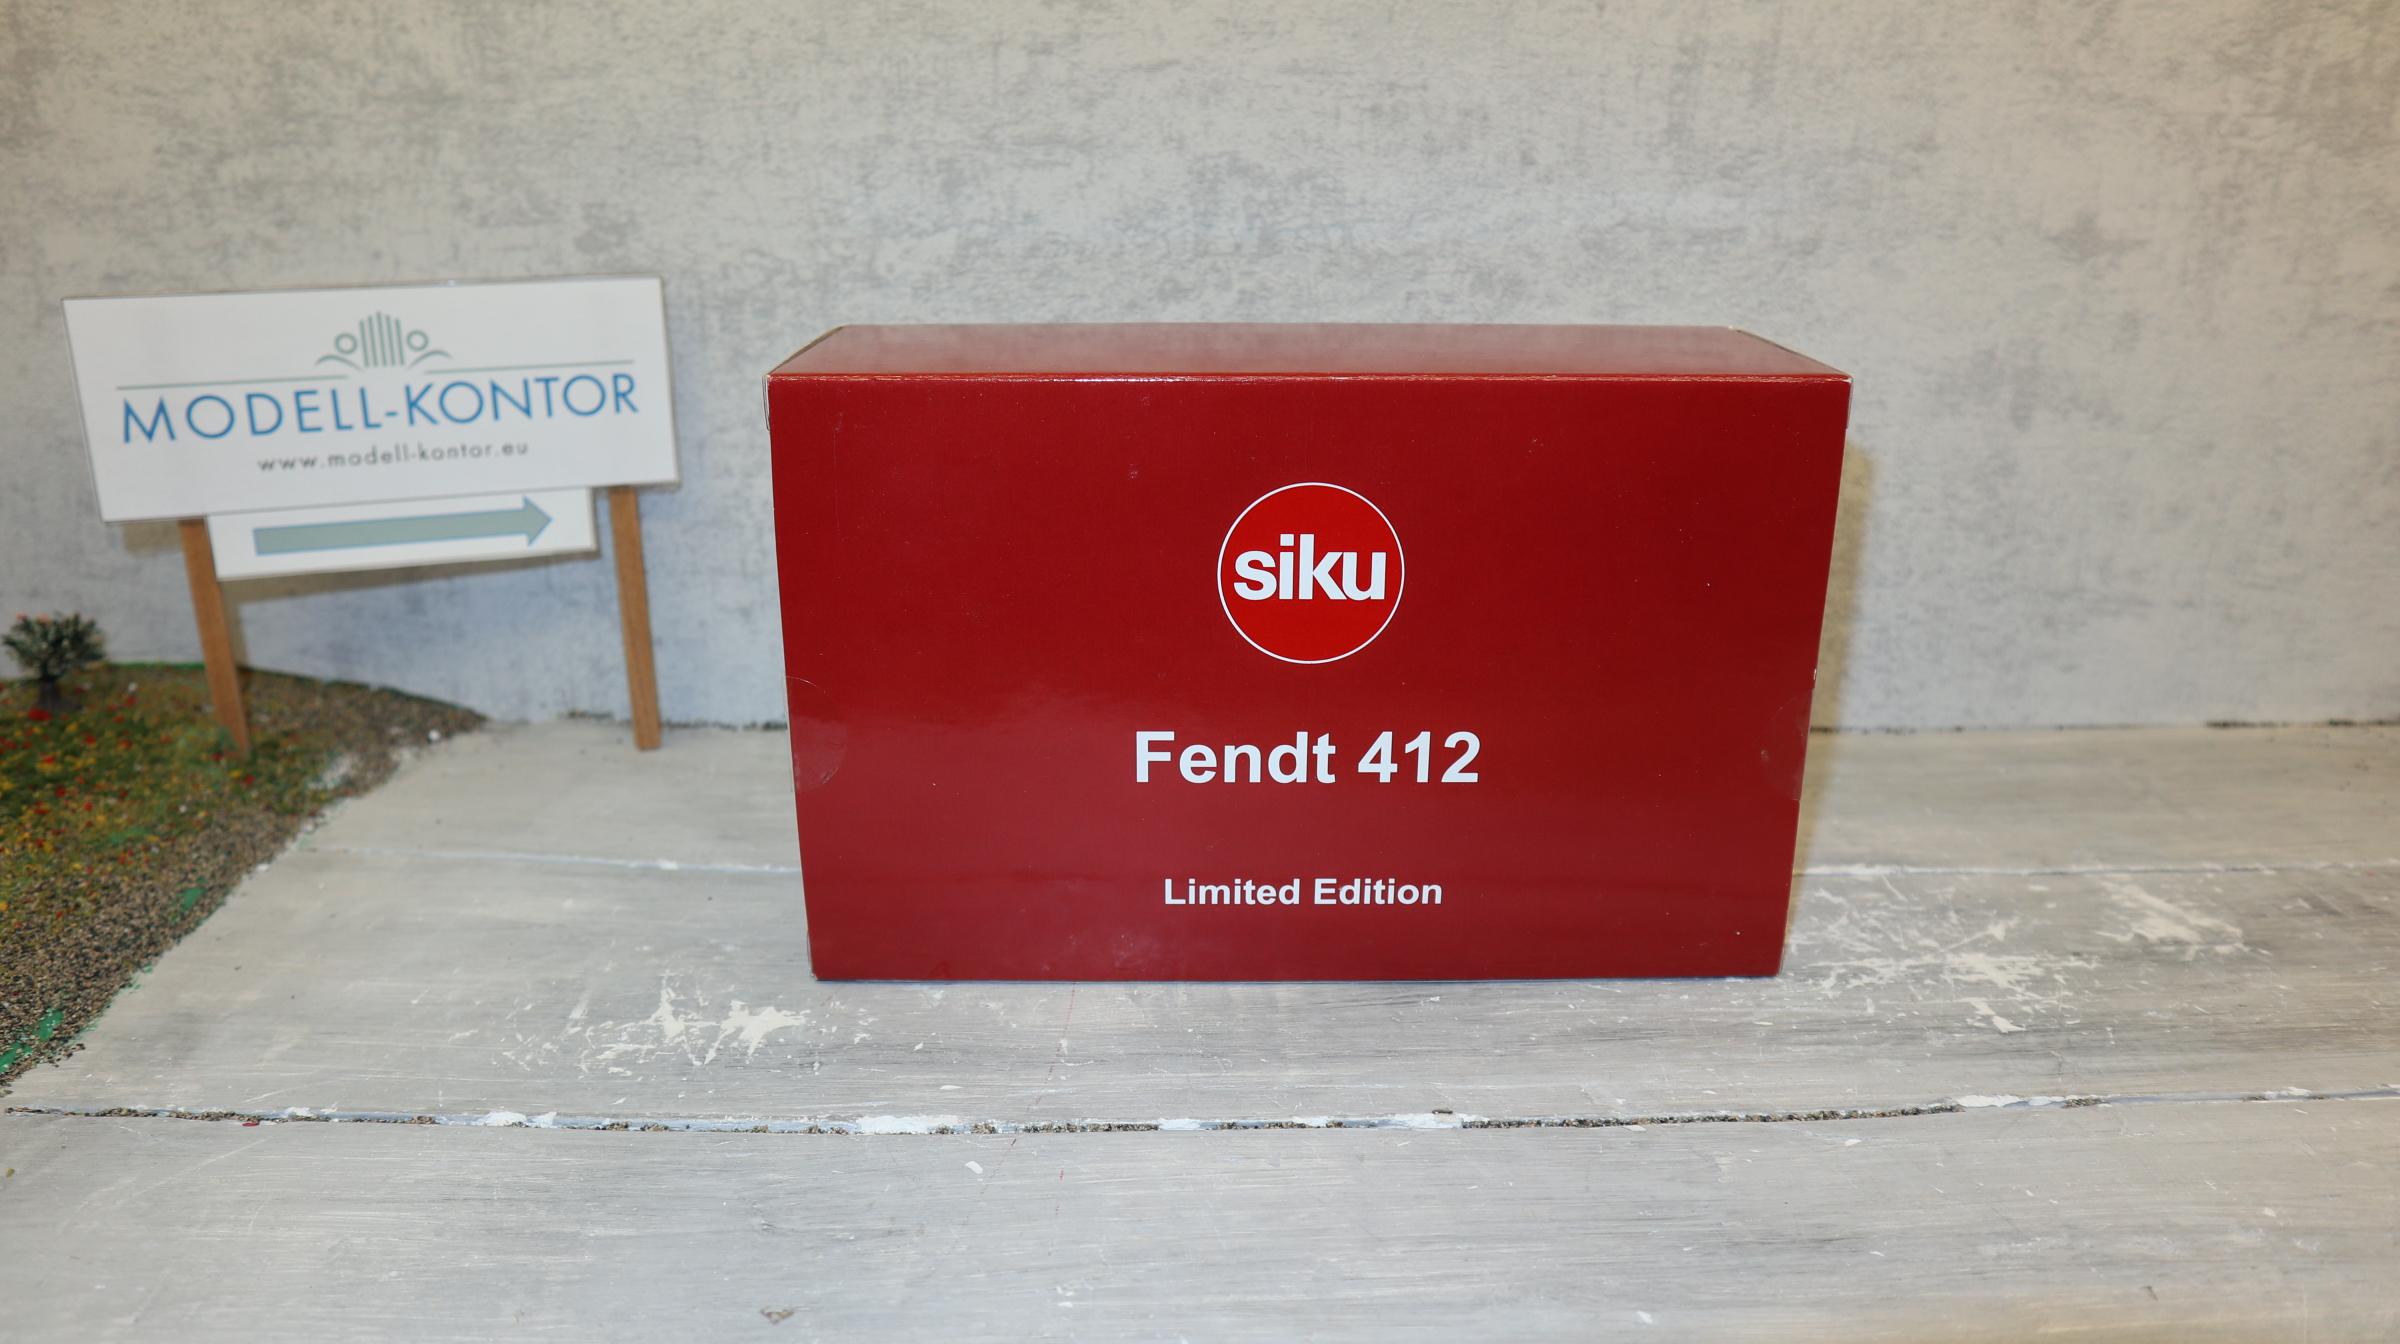 MODELL-KONTOR
www.modell-kontor.eu
siku
Fendt 412
Limited Edition